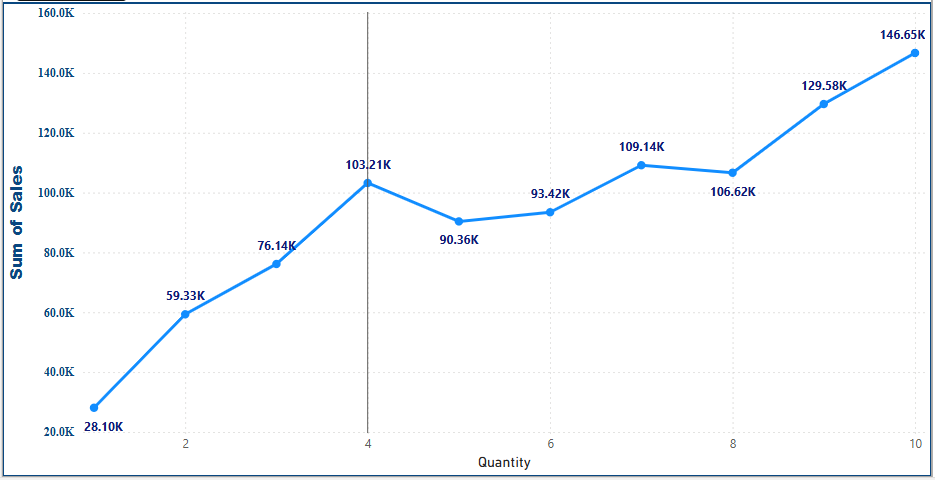 160.0K
146.65K
140.0K
129.58K
120.0K
109.14K
103.21K
106.62K
100.0K
93.42K
90.36K
80.0K
76.14K
60.0K
59.33K
40.0K
28.10K
20.0K
Sum of Sales
2 4 6 8 10
Quantity